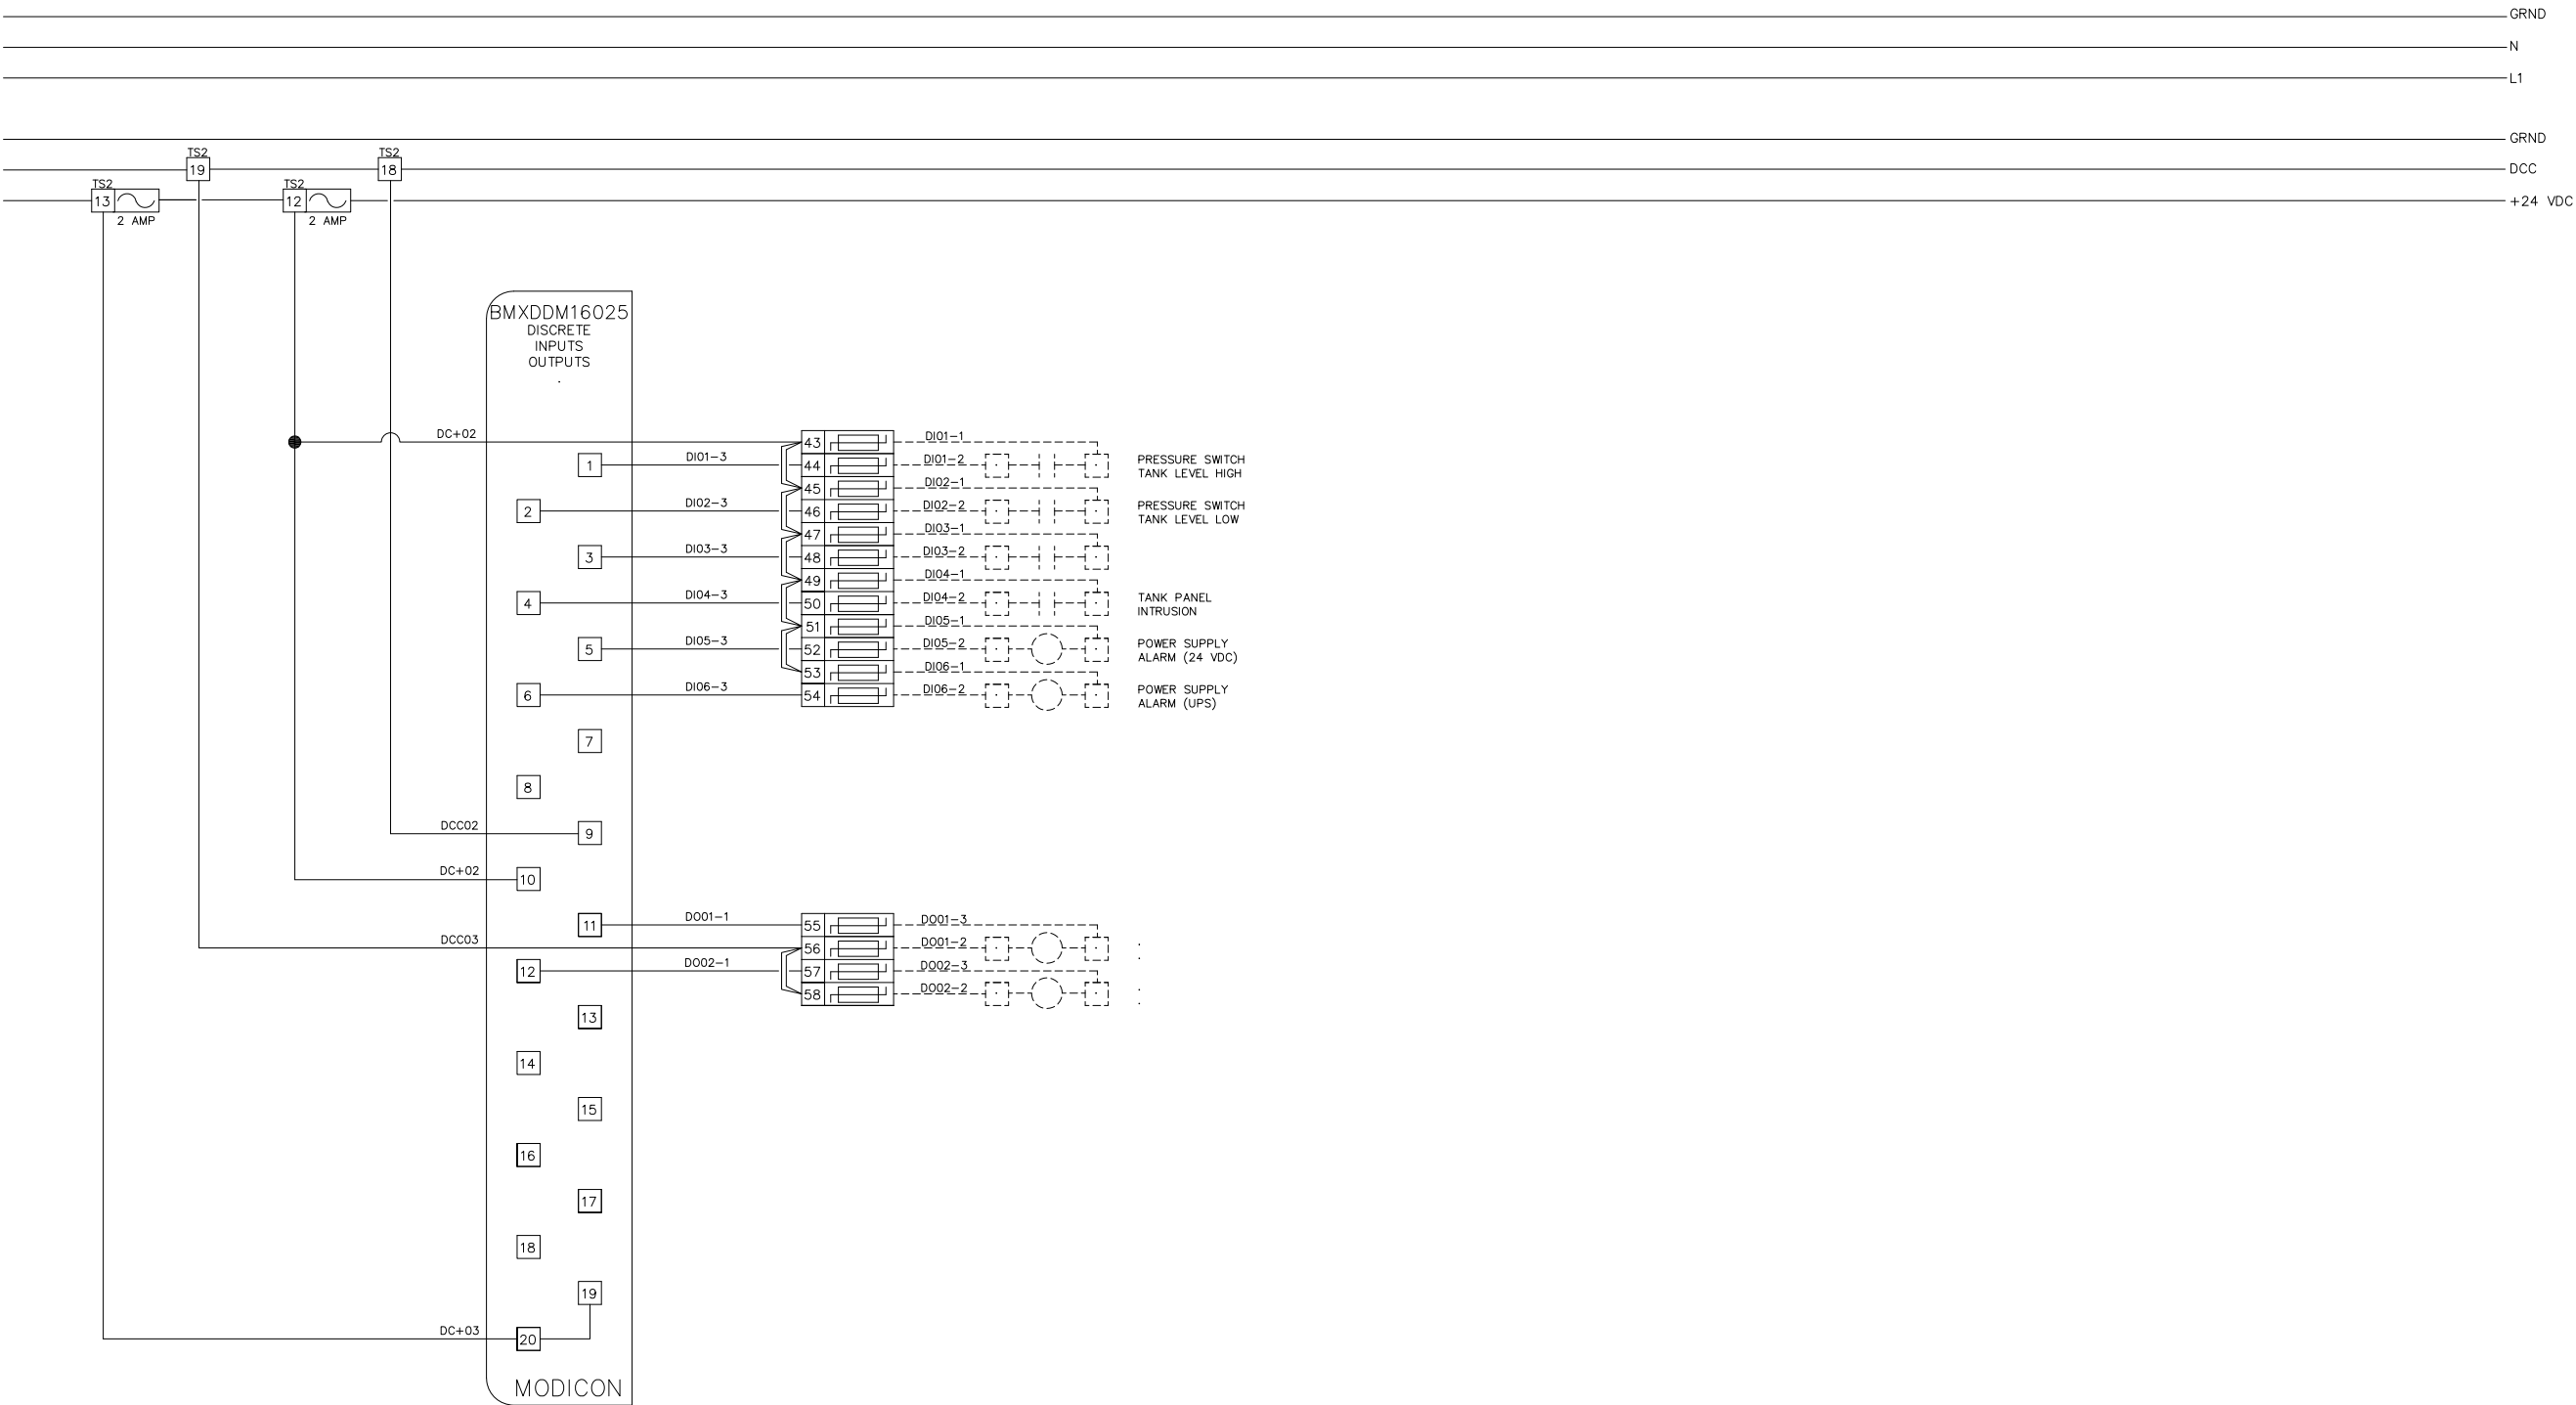 GRND
N
L1
GRND
TS2
TS2
19
18
DCC
TS2
TS2
13
12
+24 VDC
2 AMP
2 AMP
BMXDDM16025
DISCRETE
INPUTS
OUTPUTS
.
DC+02
43
DI01-1
1
DI01-3
44
DI01-2
PRESSURE SWITCH
TANK LEVEL HIGH
45
DI02-1
2
DI02-3
46
DI02-2
PRESSURE SWITCH
TANK LEVEL LOW
47
DI03-1
3
DI03-3
48
DI03-2
49
DI04-1
4
DI04-3
50
DI04-2
TANK PANEL
INTRUSION
51
DI05-1
5
DI05-3
52
DI05-2
POWER SUPPLY
ALARM (24 VDC)
53
DI06-1
6
DI06-3
54
DI06-2
POWER SUPPLY
ALARM (UPS)
7
8
DCC02
9
DC+02
10
11
DO01-1
55
DO01-3
DCC03
56
DO01-2
12
DO02-1
57
DO02-3
58
DO02-2
13
14
15
16
17
18
19
DC+03
20
MODICON